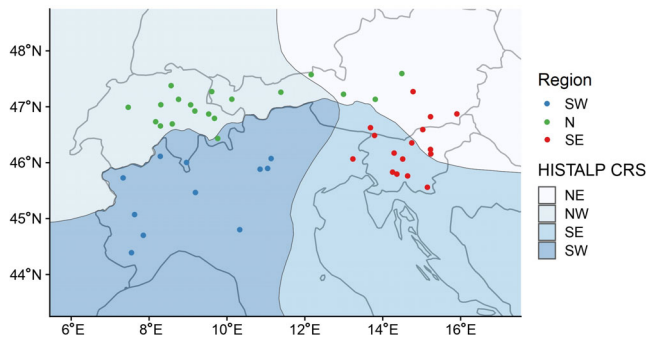 48°N
47°N
46°N
45°N
44°N
6°E
8°E
10°E
12°E
14°E
16°E
Region
SW
N
SE
HISTALP CRS
NE
NW
SE
SW